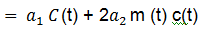 = a₁ C (t) + 2a₂ m (t) c(t)